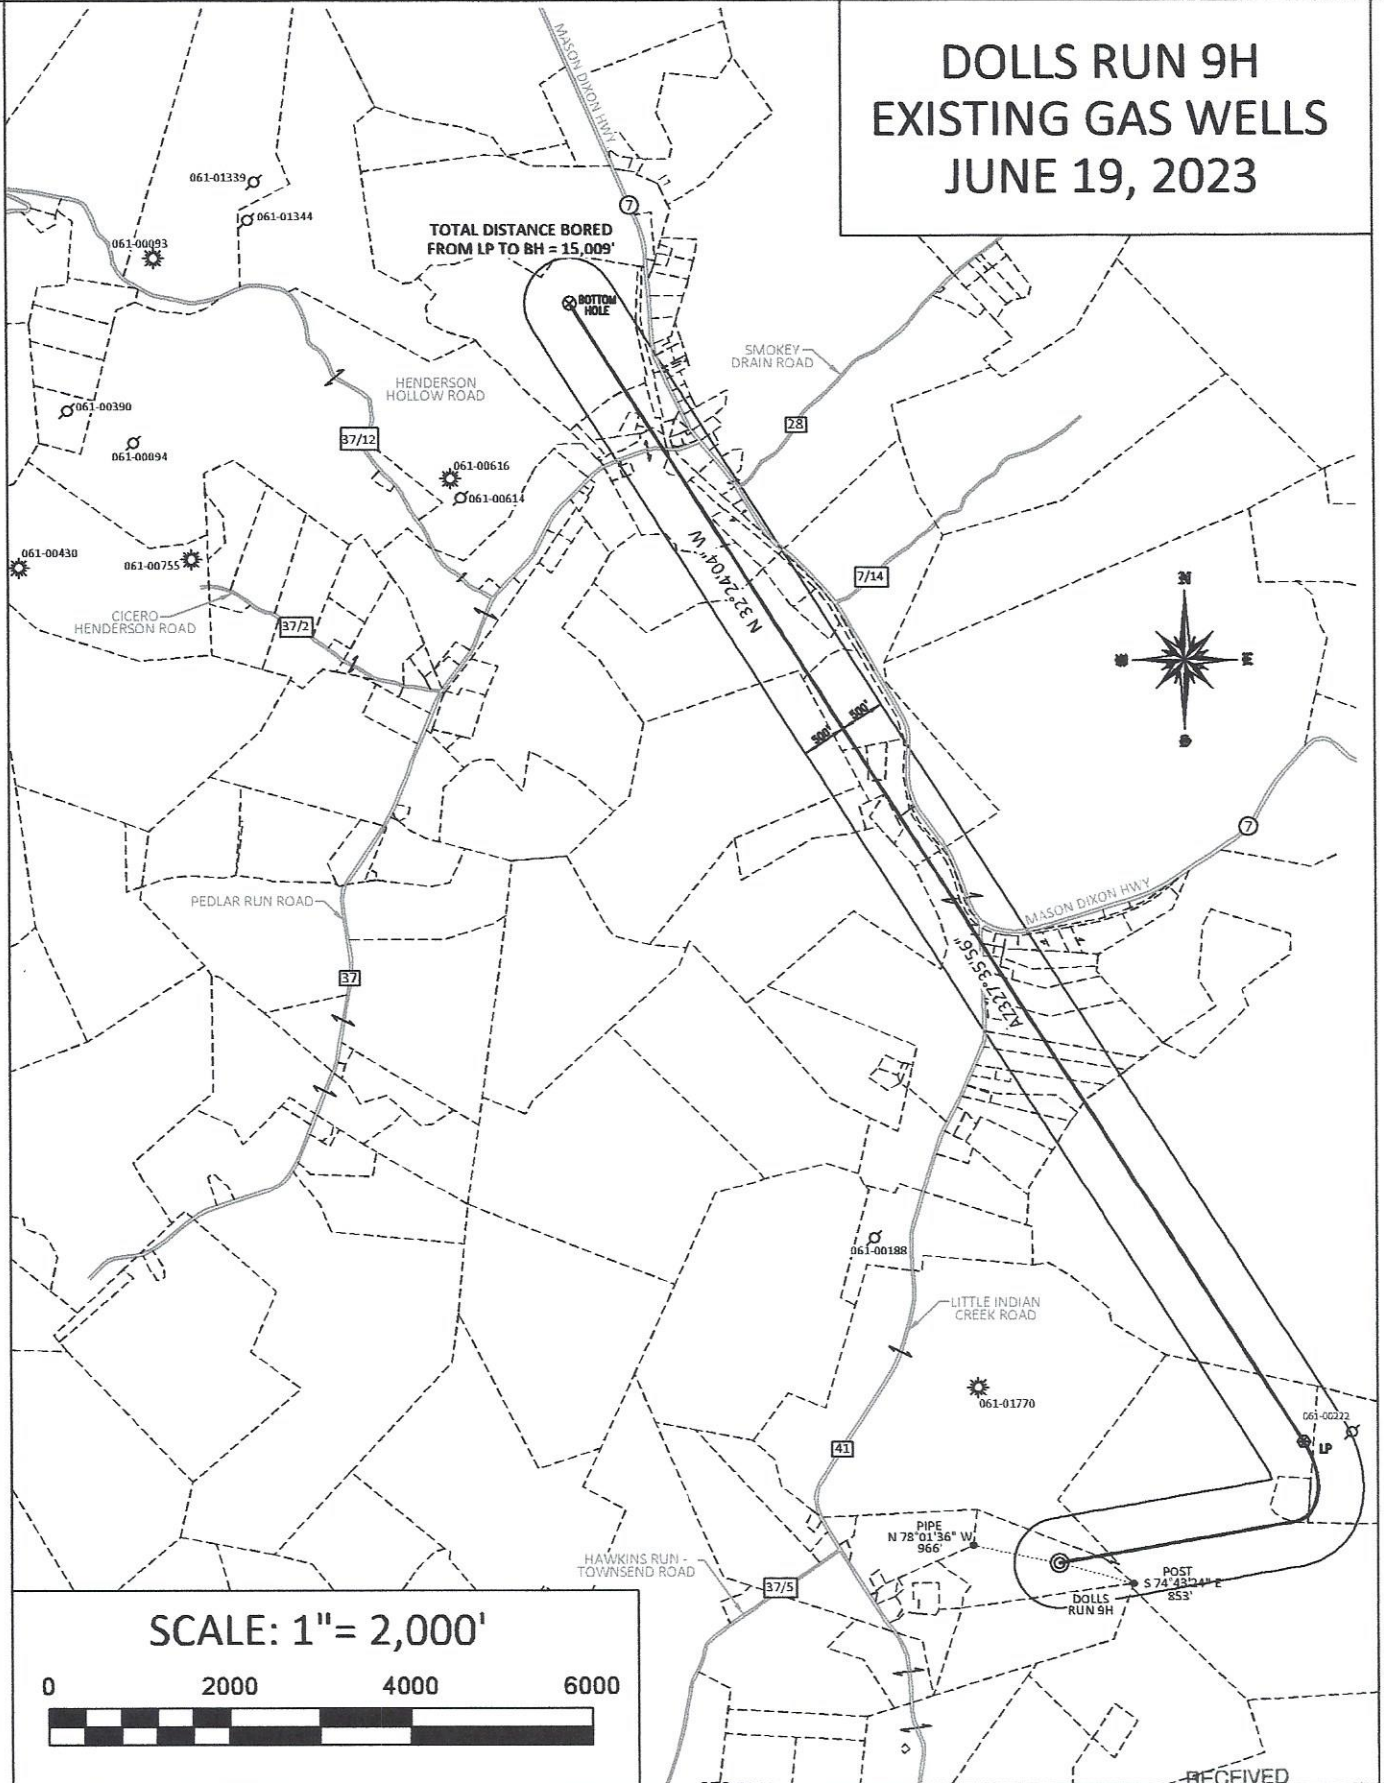 DOLLS RUN 9H
EXISTING GAS WELLS
JUNE 19, 2023
MASON DIXON HWY
7
061-01339
061-01344
061-00093
TOTAL DISTANCE BORED
FROM LP TO BH = 15,009'
BOTTOM
HOLE
SMOKEY
DRAIN ROAD
28
HENDERSON
HOLLOW ROAD
061-00390
061-00094
37/12
061-00616
061-00614
061-00430
061-00755
CICERO
HENDERSON ROAD
37/2
N 32°24'04" W
7/14
N
E
500'
500'
7
MASON DIXON HWY
PEDLAR RUN ROAD
37
061-00188
LITTLE INDIAN
CREEK ROAD
061-01770
061-00222
LP
41
PIPE
N 78°01'36" W
966'
POST
S 74°43'24" E
853'
DOLLS
RUN 9H
HAWKINS RUN -
TOWNSEND ROAD
37/5
SCALE: 1"= 2,000'
0 2000 4000 6000
RECEIVED